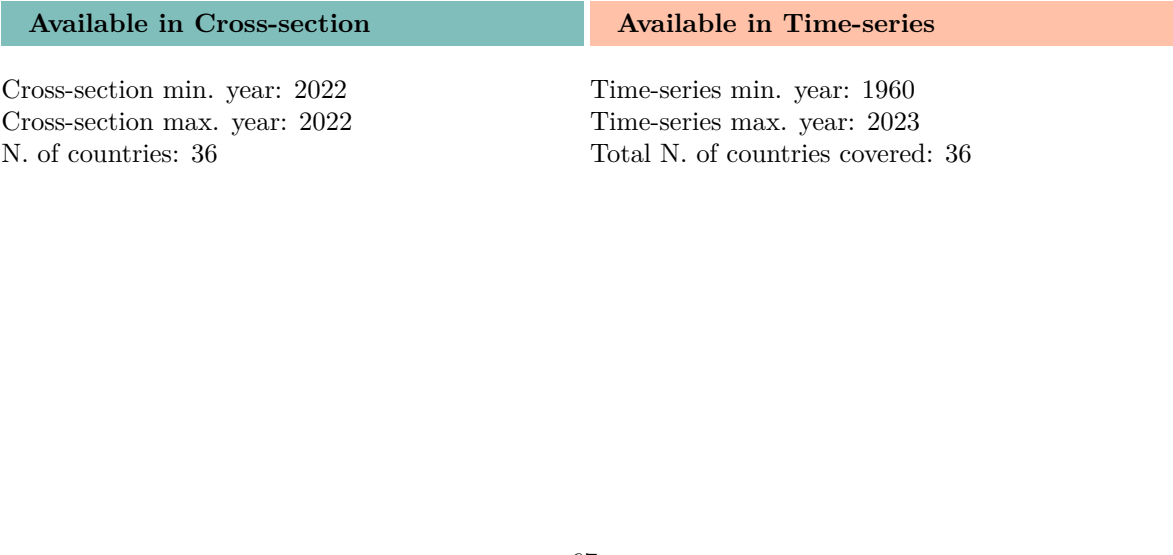 Available in Cross-section
Available in Time-series
Cross-section min. year: 2022
Cross-section max. year: 2022
N. of countries: 36
Time-series min. year: 1960
Time-series max. year: 2023
Total N. of countries covered: 36